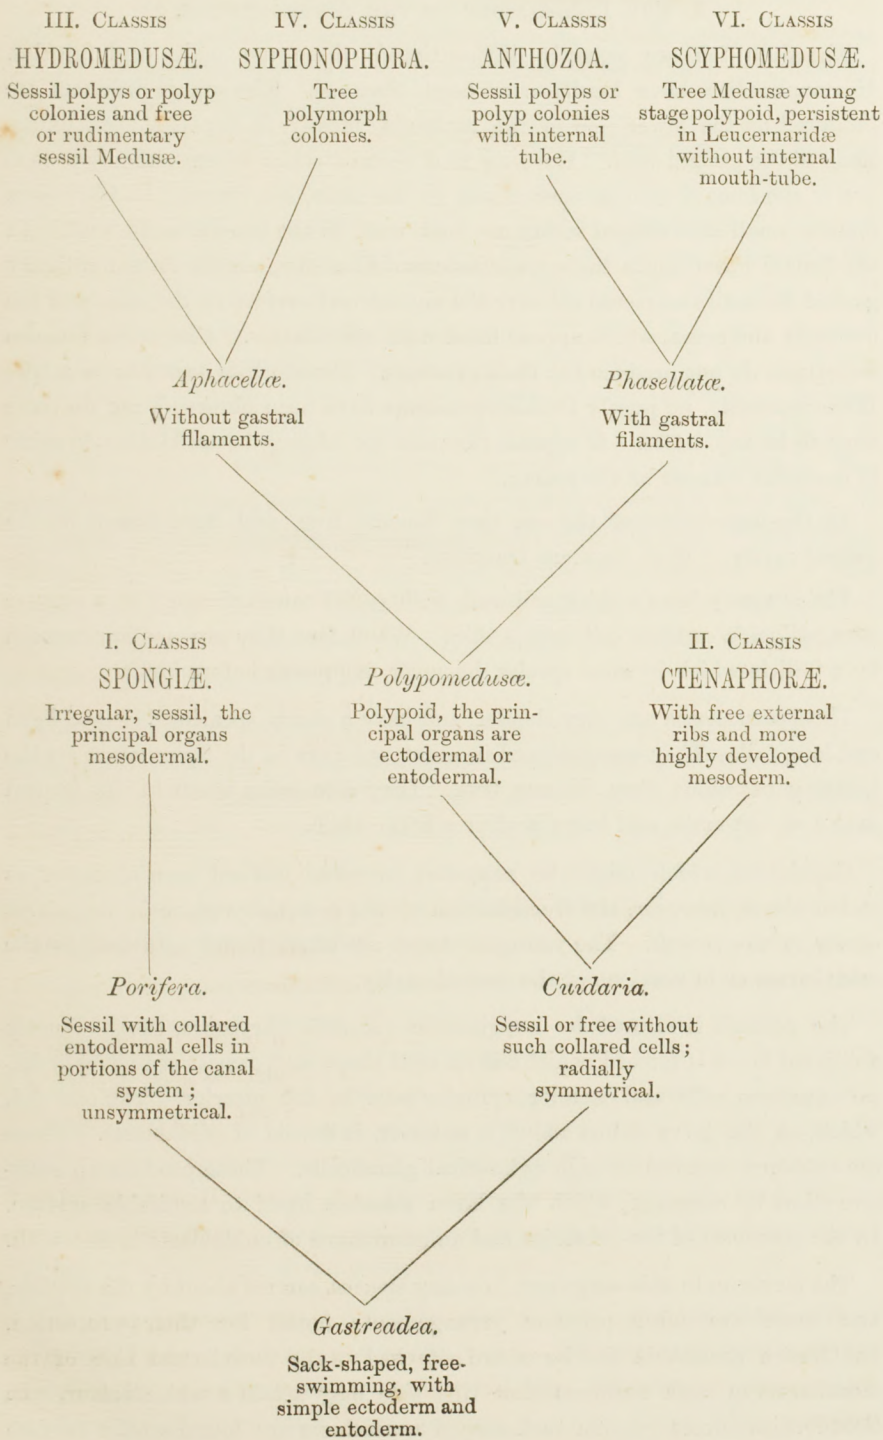 III. Classis
HYDROMEDUSÆ.
Sessil polpys or polyp
colonies and free
or rudimentary
sessil Medusæ.
IV. Classis
SYPHONOPHORA.
Tree
polymorph
colonies.
V. Classis
ANTHOZOA.
Sessil polyps or
polyp colonies
with internal
tube.
VI. Classis
SCYPHOMEDUSÆ.
Tree Medusæ young
stage polypoid, persistent
in Leucernaridæ
without internal
mouth-tube.
Aphacellæ.
Without gastral
filaments.
Phasellatæ.
With gastral
filaments.
I. Classis
SPONGIÆ.
Irregular, sessil, the
principal organs
mesodermal.
Polypomedusæ.
Polypoid, the prin-
cipal organs are
ectodermal or
entodermal.
II. Classis
CTENAPHORÆ.
With free external
ribs and more
highly developed
mesoderm.
Porifera.
Sessil with collared
entodermal cells in
portions of the canal
system ;
unsymmetrical.
Cuidaria.
Sessil or free without
such collared cells ;
radially
symmetrical.
Gastreadea.
Sack-shaped, free-
swimming, with
simple ectoderm and
entoderm.